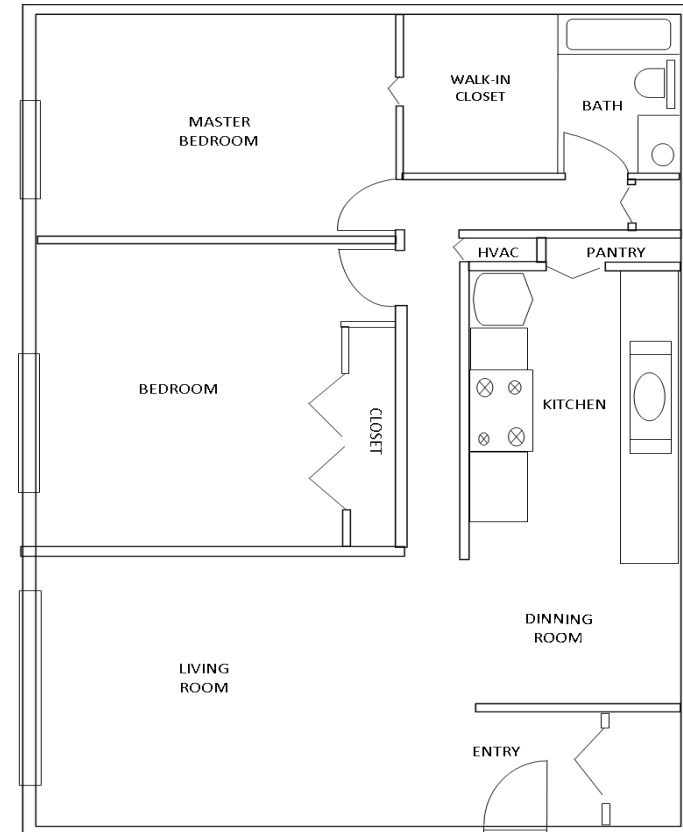 WALK-IN
CLOSET
BATH
MASTER
BEDROOM
HVAC
PANTRY
BEDROOM
CLOSET
KITCHEN
DINNING
ROOM
LIVING
ROOM
ENTRY